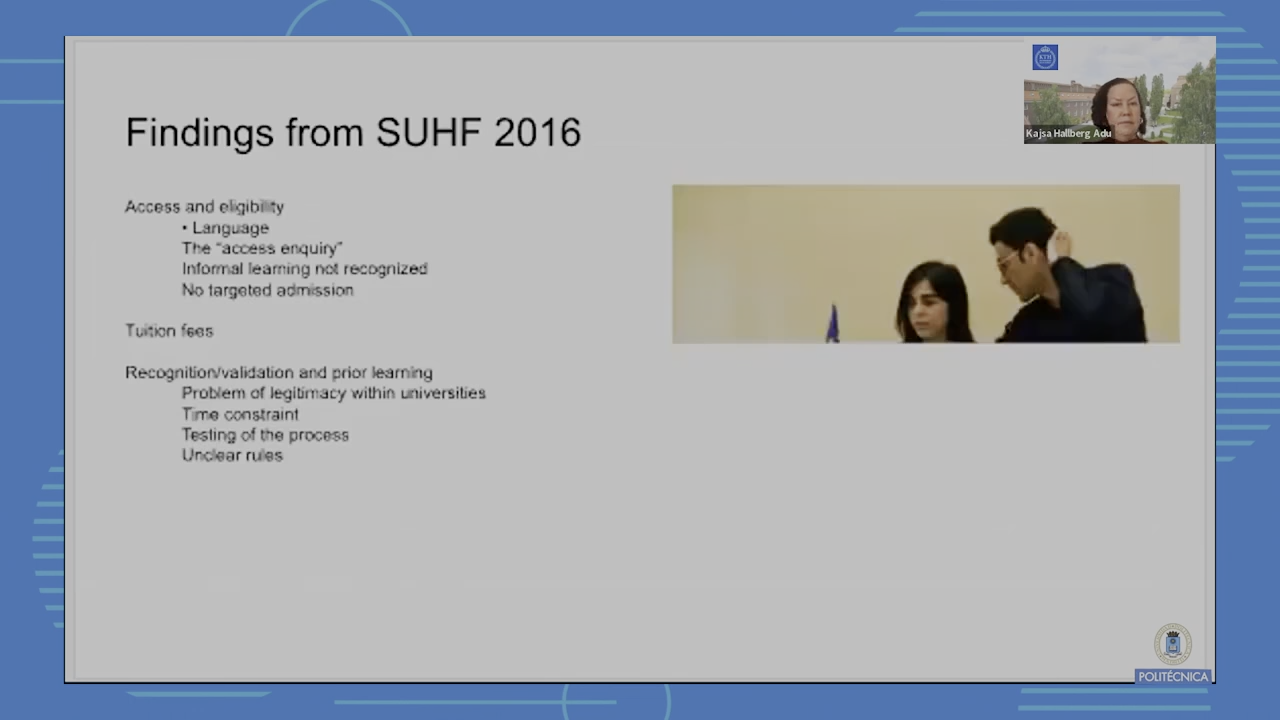 Findings from SUHF 2016
Kajsa Hallberg Adu
Access and eligibility
• Language
The “access enquiry”
Informal learning not recognized
No targeted admission
Tuition fees
Recognition/validation and prior learning
Problem of legitimacy within universities
Time constraint
Testing of the process
Unclear rules
KTH
POLITÉCNICA